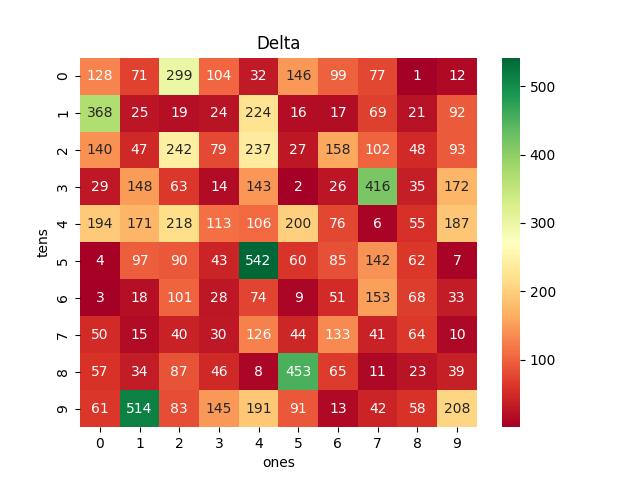 Delta
tens
0 128 71 299 104 32 146 99 77 1 12
1 368 25 19 24 224 16 17 69 21 92
2 140 47 242 79 237 27 158 102 48 93
3 29 148 63 14 143 2 26 416 35 172
4 194 171 218 113 106 200 76 6 55 187
5 4 97 90 43 542 60 85 142 62 7
6 3 18 101 28 74 9 51 153 68 33
7 50 15 40 30 126 44 133 41 64 10
8 57 34 87 46 8 453 65 11 23 39
9 61 514 83 145 191 91 13 42 58 208
0 1 2 3 4 5 6 7 8 9
ones
500
400
300
200
100